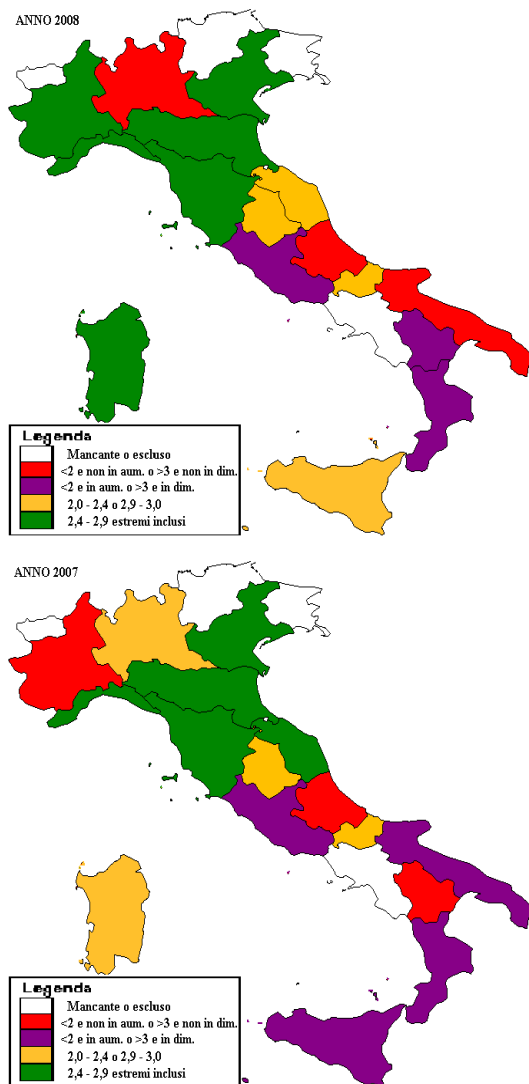 ANNO 2008
Legenda
Mancante o escluso
<2 e non in aum. o >3 e non in dim.
<2 e in aum. o >3 e in dim.
2,0 - 2,4 o 2,9 - 3,0
2,4 - 2,9 estremi inclusi
ANNO 2007
Legenda
Mancante o escluso
<2 e non in aum. o >3 e non in dim.
<2 e in aum. o >3 e in dim.
2,0 - 2,4 o 2,9 - 3,0
2,4 - 2,9 estremi inclusi